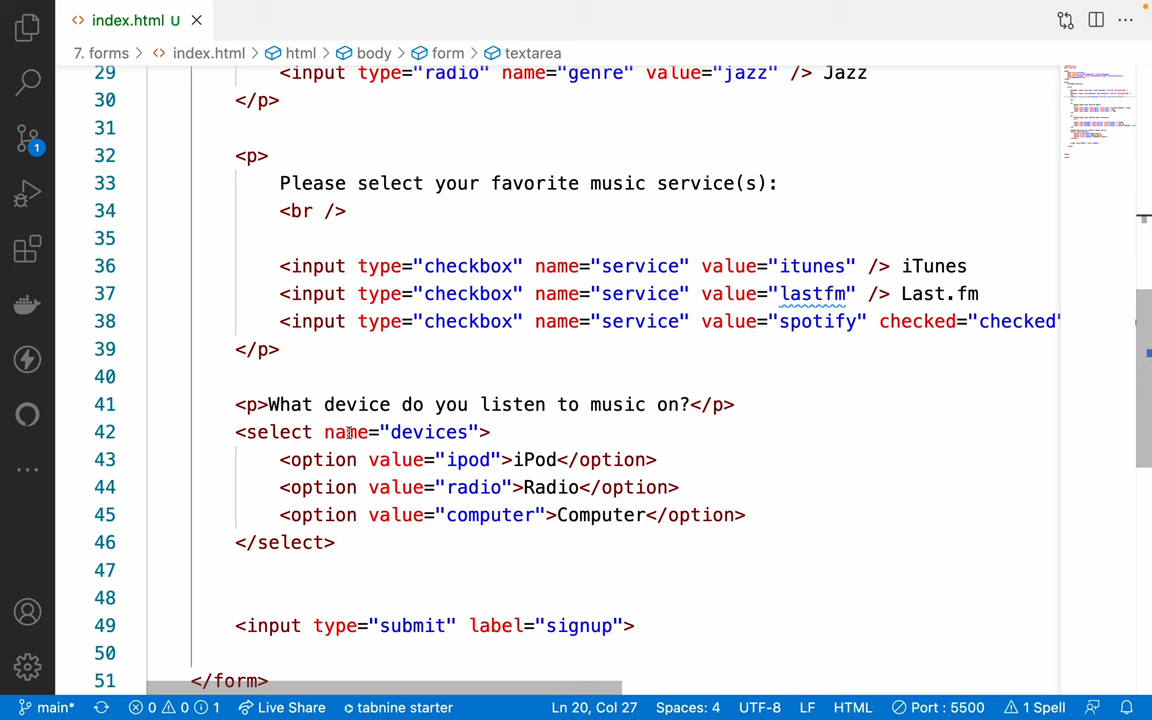 index.html U
7. forms > index.html > html > body > form > textarea
29 <input type="radio" name="genre" value="jazz" /> Jazz
30 </p>
31
32 <p>
33 Please select your favorite music service(s):
34 <br />
35
36 <input type="checkbox" name="service" value="itunes" /> iTunes
37 <input type="checkbox" name="service" value="lastfm" /> Last.fm
38 <input type="checkbox" name="service" value="spotify" checked="checked"
39 </p>
40
41 <p>What device do you listen to music on?</p>
42 <select name="devices">
43 <option value="ipod">iPod</option>
44 <option value="radio">Radio</option>
45 <option value="computer">Computer</option>
46 </select>
47
48
49 <input type="submit" label="signup">
50
51 </form>
1
main* 0 0 1 Live Share tabnine starter Ln 20, Col 27 Spaces: 4 UTF-8 LF HTML Port : 5500 1 Spell